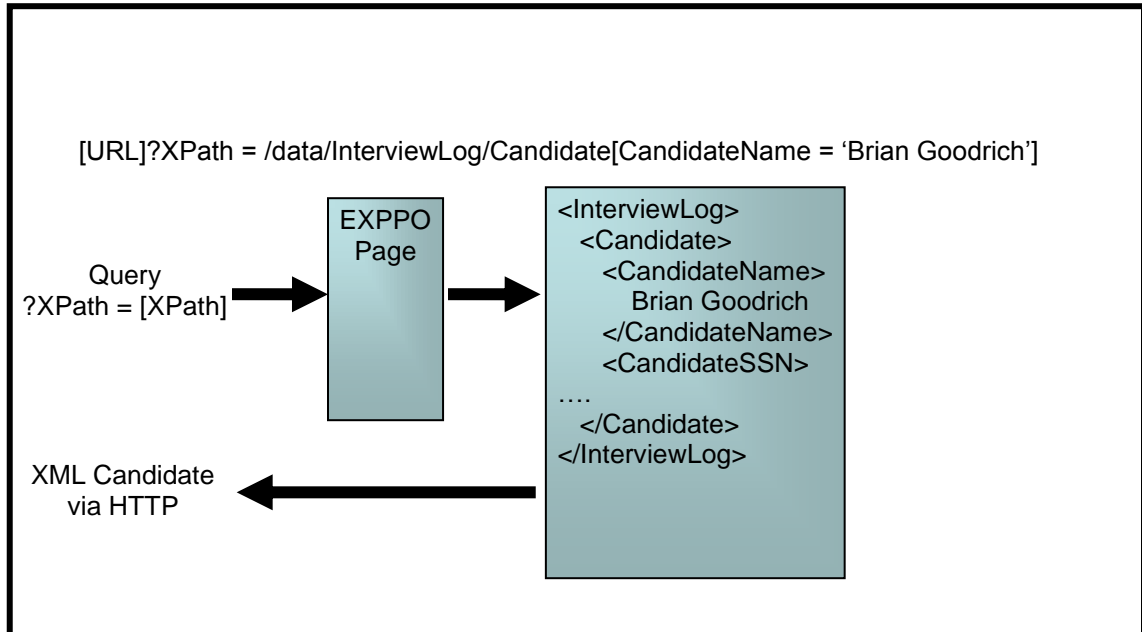 [URL]?XPath = /data/InterviewLog/Candidate[CandidateName = ‘Brian Goodrich’]
Query
?XPath = [XPath]
EXPPO
Page
<InterviewLog>
<Candidate>
<CandidateName>
Brian Goodrich
</CandidateName>
<CandidateSSN>
….
</Candidate>
</InterviewLog>
XML Candidate
via HTTP